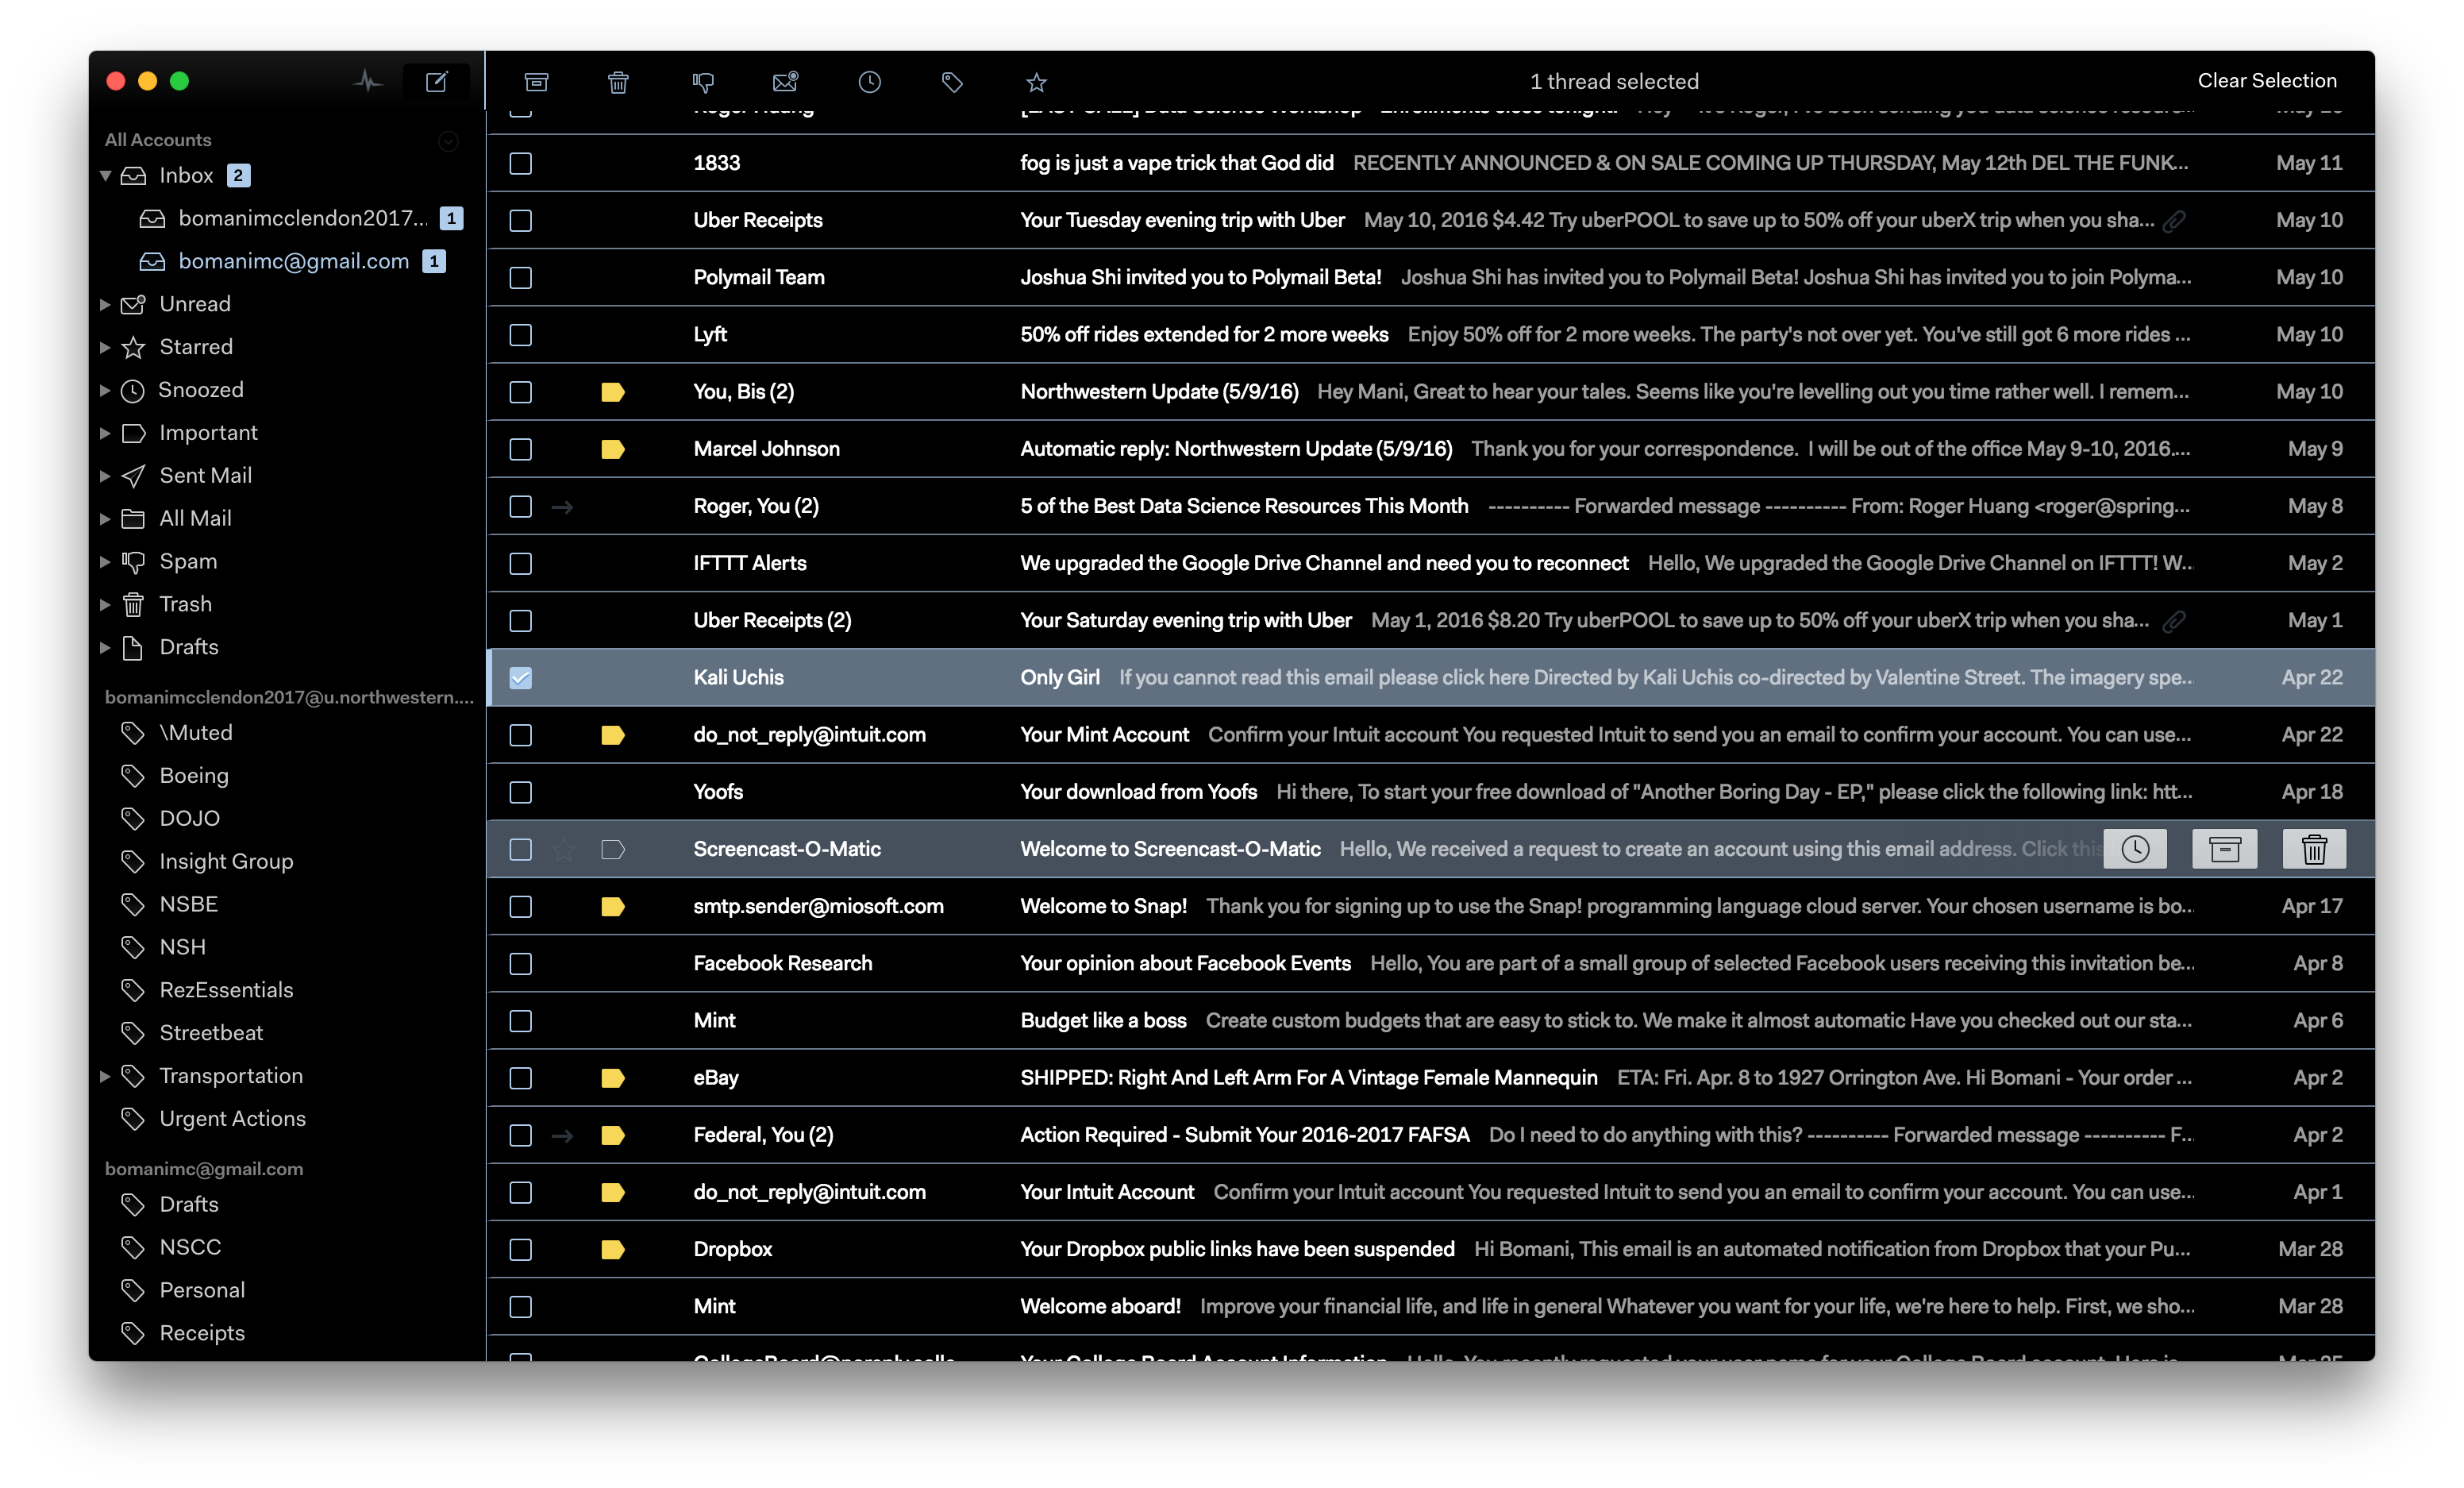 1 thread selected
Clear Selection
All Accounts
Inbox 2
bomanimcclendon2017... 1
bomanimc@gmail.com 1
Unread
Starred
Snoozed
Important
Sent Mail
All Mail
Spam
Trash
Drafts
bomanimcclendon2017@u.northwestern....
\Muted
Boeing
DOJO
Insight Group
NSBE
NSH
RezEssentials
Streetbeat
Transportation
Urgent Actions
bomanimc@gmail.com
Drafts
NSCC
Personal
Receipts
1833 fog is just a vape trick that God did RECENTLY ANNOUNCED & ON SALE COMING UP THURSDAY, May 12th DEL THE FUNK... May 11
Uber Receipts Your Tuesday evening trip with Uber May 10, 2016 $4.42 Try uberPOOL to save up to 50% off your uberX trip when you sha... May 10
Polymail Team Joshua Shi invited you to Polymail Beta! Joshua Shi has invited you to Polymail Beta! Joshua Shi has invited you to join Polyma... May 10
Lyft 50% off rides extended for 2 more weeks Enjoy 50% off for 2 more weeks. The party's not over yet. You've still got 6 more rides ... May 10
You, Bis (2) Northwestern Update (5/9/16) Hey Mani, Great to hear your tales. Seems like you're levelling out you time rather well. I remem... May 10
Marcel Johnson Automatic reply: Northwestern Update (5/9/16) Thank you for your correspondence. I will be out of the office May 9-10, 2016.... May 9
Roger, You (2) 5 of the Best Data Science Resources This Month ---------- Forwarded message ---------- From: Roger Huang <roger@spring... May 8
IFTTT Alerts We upgraded the Google Drive Channel and need you to reconnect Hello, We upgraded the Google Drive Channel on IFTTT! W... May 2
Uber Receipts (2) Your Saturday evening trip with Uber May 1, 2016 $8.20 Try uberPOOL to save up to 50% off your uberX trip when you sha... May 1
Kali Uchis Only Girl If you cannot read this email please click here Directed by Kali Uchis co-directed by Valentine Street. The imagery spe... Apr 22
do_not_reply@intuit.com Your Mint Account Confirm your Intuit account You requested Intuit to send you an email to confirm your account. You can use... Apr 22
Yoofs Your download from Yoofs Hi there, To start your free download of "Another Boring Day - EP," please click the following link: htt... Apr 18
Screencast-O-Matic Welcome to Screencast-O-Matic Hello, We received a request to create an account using this email address. Click this
smtp.sender@miosoft.com Welcome to Snap! Thank you for signing up to use the Snap! programming language cloud server. Your chosen username is bo... Apr 17
Facebook Research Your opinion about Facebook Events Hello, You are part of a small group of selected Facebook users receiving this invitation be... Apr 8
Mint Budget like a boss Create custom budgets that are easy to stick to. We make it almost automatic Have you checked out our sta... Apr 6
eBay SHIPPED: Right And Left Arm For A Vintage Female Mannequin ETA: Fri. Apr. 8 to 1927 Orrington Ave. Hi Bomani - Your order ... Apr 2
Federal, You (2) Action Required - Submit Your 2016-2017 FAFSA Do I need to do anything with this? ---------- Forwarded message ---------- F... Apr 2
do_not_reply@intuit.com Your Intuit Account Confirm your Intuit account You requested Intuit to send you an email to confirm your account. You can use... Apr 1
Dropbox Your Dropbox public links have been suspended Hi Bomani, This email is an automated notification from Dropbox that your Pu... Mar 28
Mint Welcome aboard! Improve your financial life, and life in general Whatever you want for your life, we're here to help. First, we sho... Mar 28